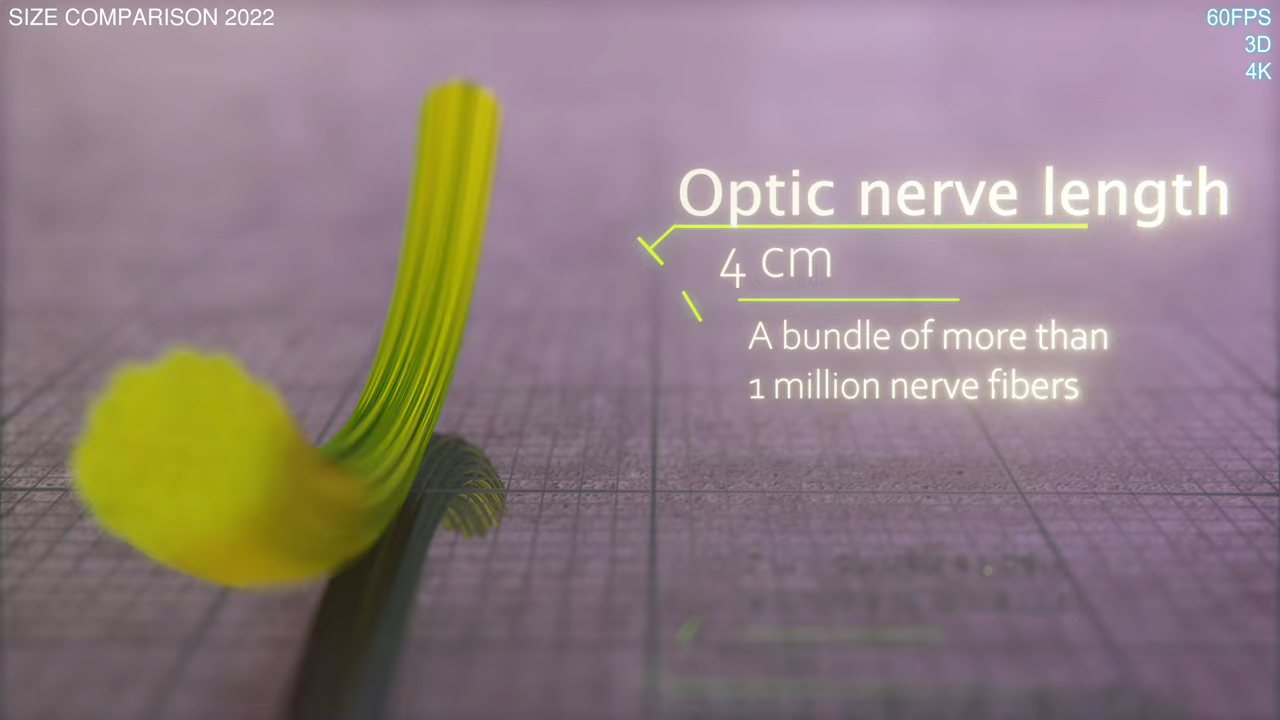 SIZE COMPARISON 2022
60FPS
3D
4K
Optic nerve length
4 cm
A bundle of more than
1 million nerve fibers